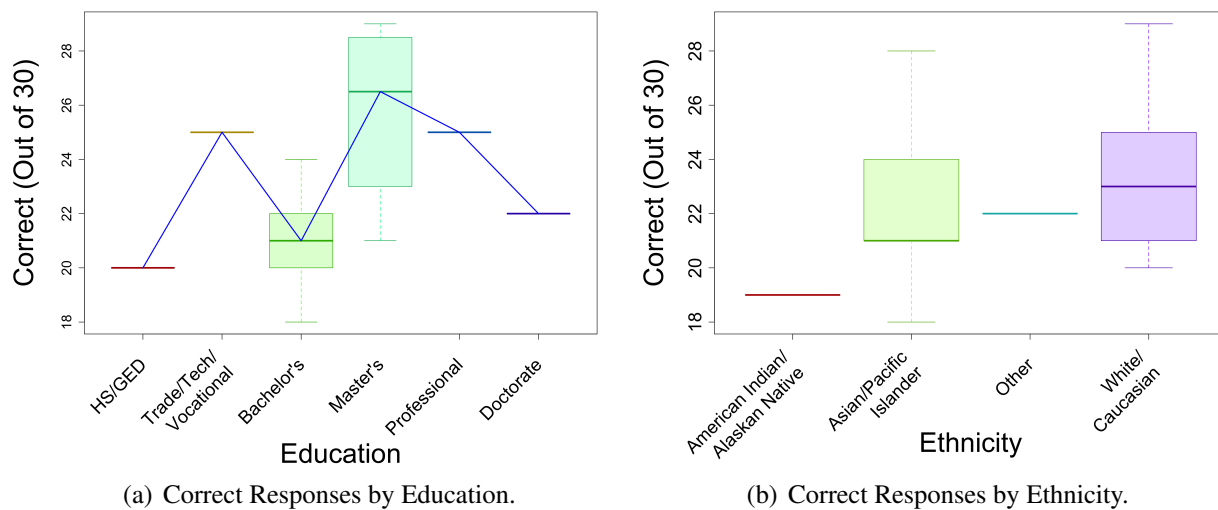 Correct (Out of 30)
28
26
24
22
20
18
HS/GED
Trade/Tech/
Vocational
Bachelor's
Master's
Professional
Doctorate
Education
(a) Correct Responses by Education.
Correct (Out of 30)
28
26
24
22
20
18
American Indian/
Alaskan Native
Asian/Pacific
Islander
Other
White/
Caucasian
Ethnicity
(b) Correct Responses by Ethnicity.